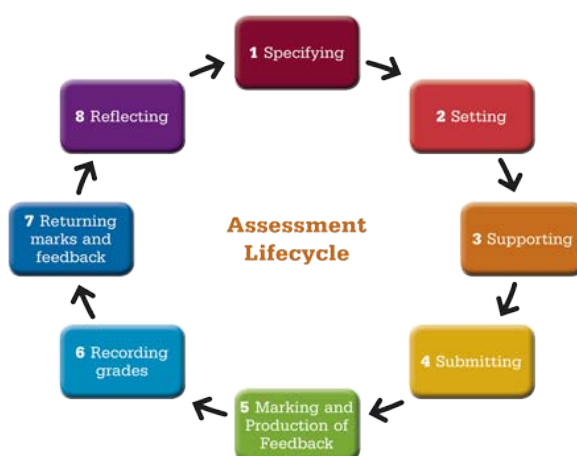 1 Specifying
2 Setting
3 Supporting
4 Submitting
5 Marking and
Production of
Feedback
6 Recording
grades
7 Returning
marks and
feedback
8 Reflecting
Assessment
Lifecycle